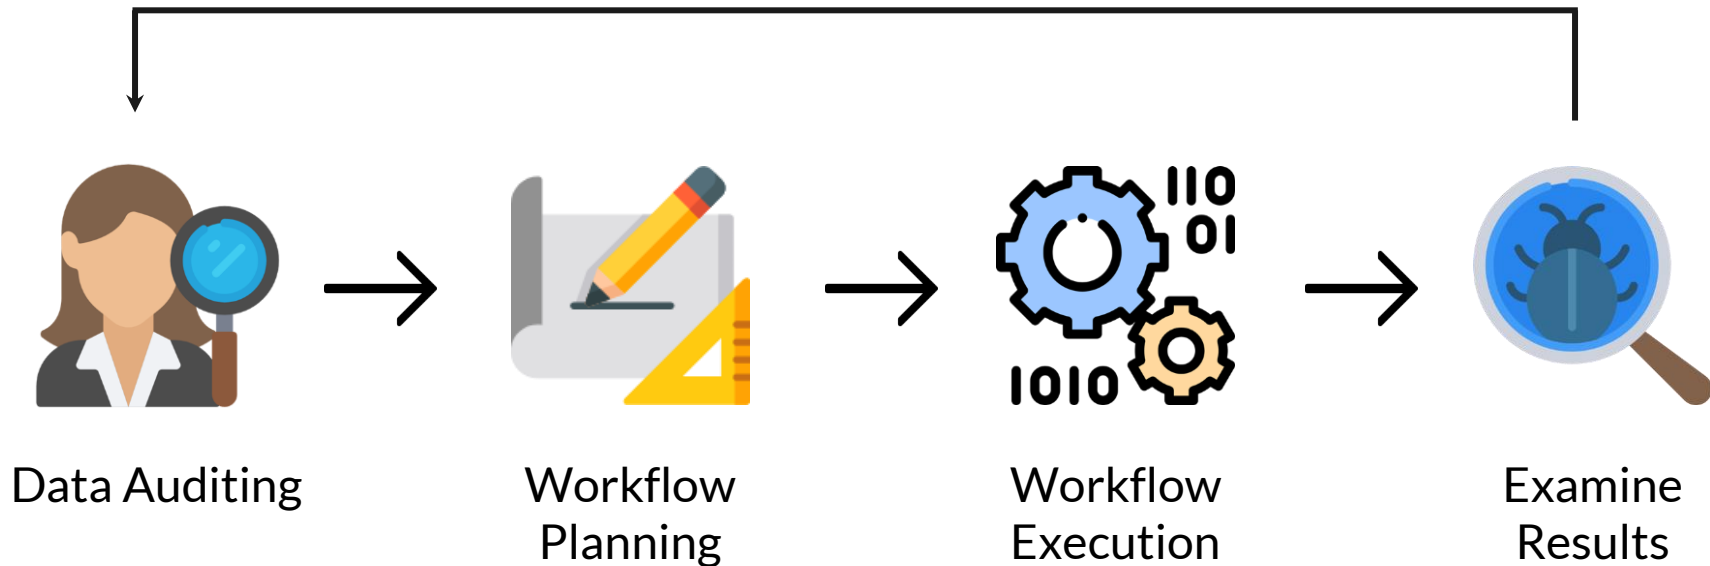 110
01
1010
Data Auditing
Workflow
Planning
Workflow
Execution
Examine
Results